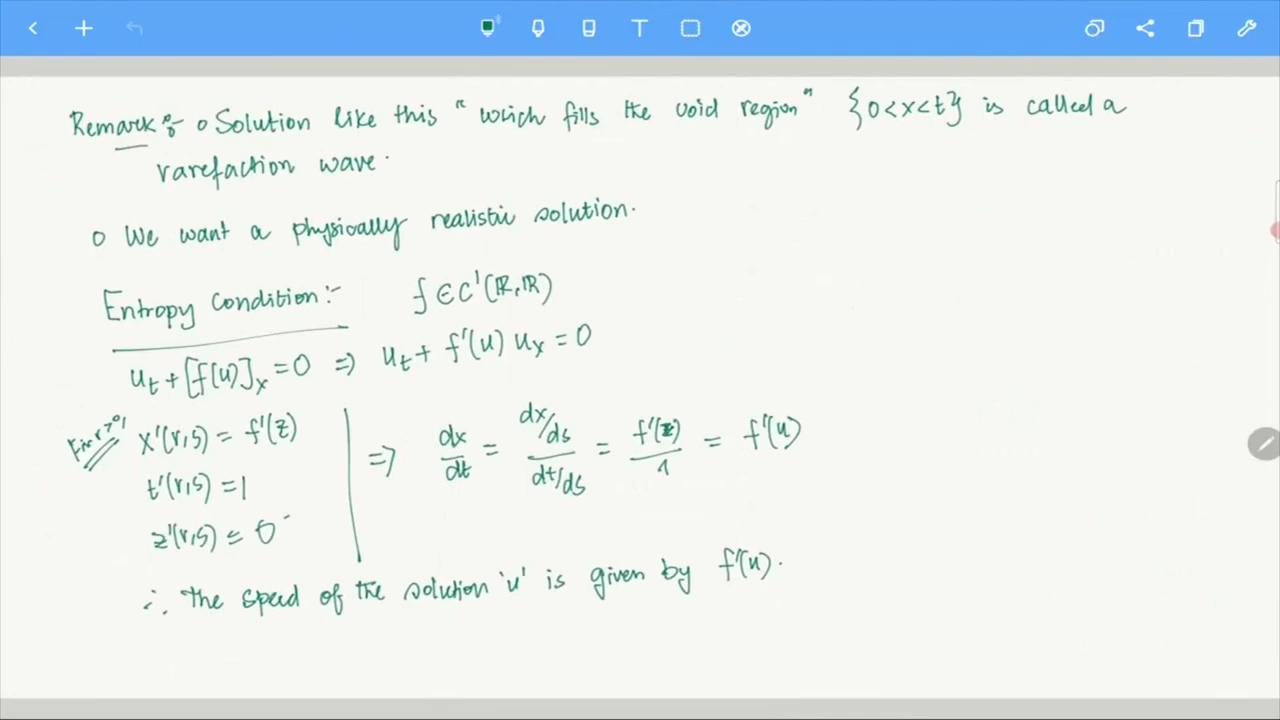 Remark :- o Solution like this "which fills the void region" {0<x<t} is called a
rarefaction wave.
o We want a physically realistic solution.
Entropy Condition:- f ∈ C'(ℝ,ℝ)
u_t + [f(u)]_x = 0 ⇒ u_t + f'(u) u_x = 0
Fix r>0! x'(r,s) = f'(z) ⇒ dx/dt = (dx/ds)/(dt/ds) = f'(z)/1 = f'(u)
t'(r,s) = 1
z'(r,s) = 0
∴ the speed of the solution 'u' is given by f'(u).